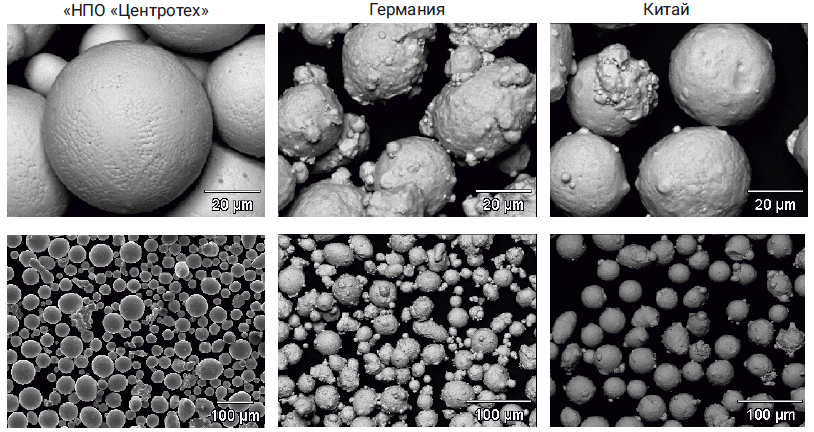 «НПО «Центротех»
Германия
Китай
20 µm
20 µm
20 µm
100 µm
100 µm
100 µm